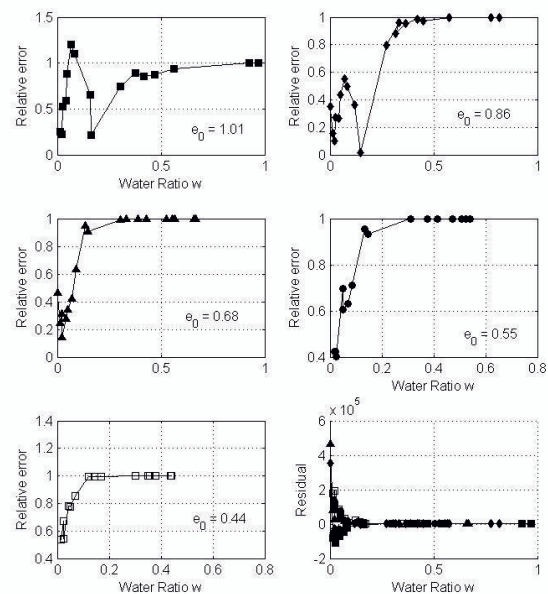 1.5
1
0.5
0
Relative error
e0 = 1.01
0 0.5 1
Water Ratio w
1
0.8
0.6
0.4
0.2
0
Relative error
e0 = 0.86
0 0.5 1
Water Ratio w
1
0.8
0.6
0.4
0.2
0
Relative error
e0 = 0.68
0 0.5 1
Water Ratio w
1
0.8
0.6
0.4
Relative error
e0 = 0.55
0 0.2 0.4 0.6 0.8
Water Ratio w
1.4
1.2
1.0
0.8
0.6
0.4
Relative error
e0 = 0.44
0 0.2 0.4 0.6 0.8
Water Ratio w
x 10^5
6
4
2
0
-2
Residual
0 0.5 1
Water Ratio w